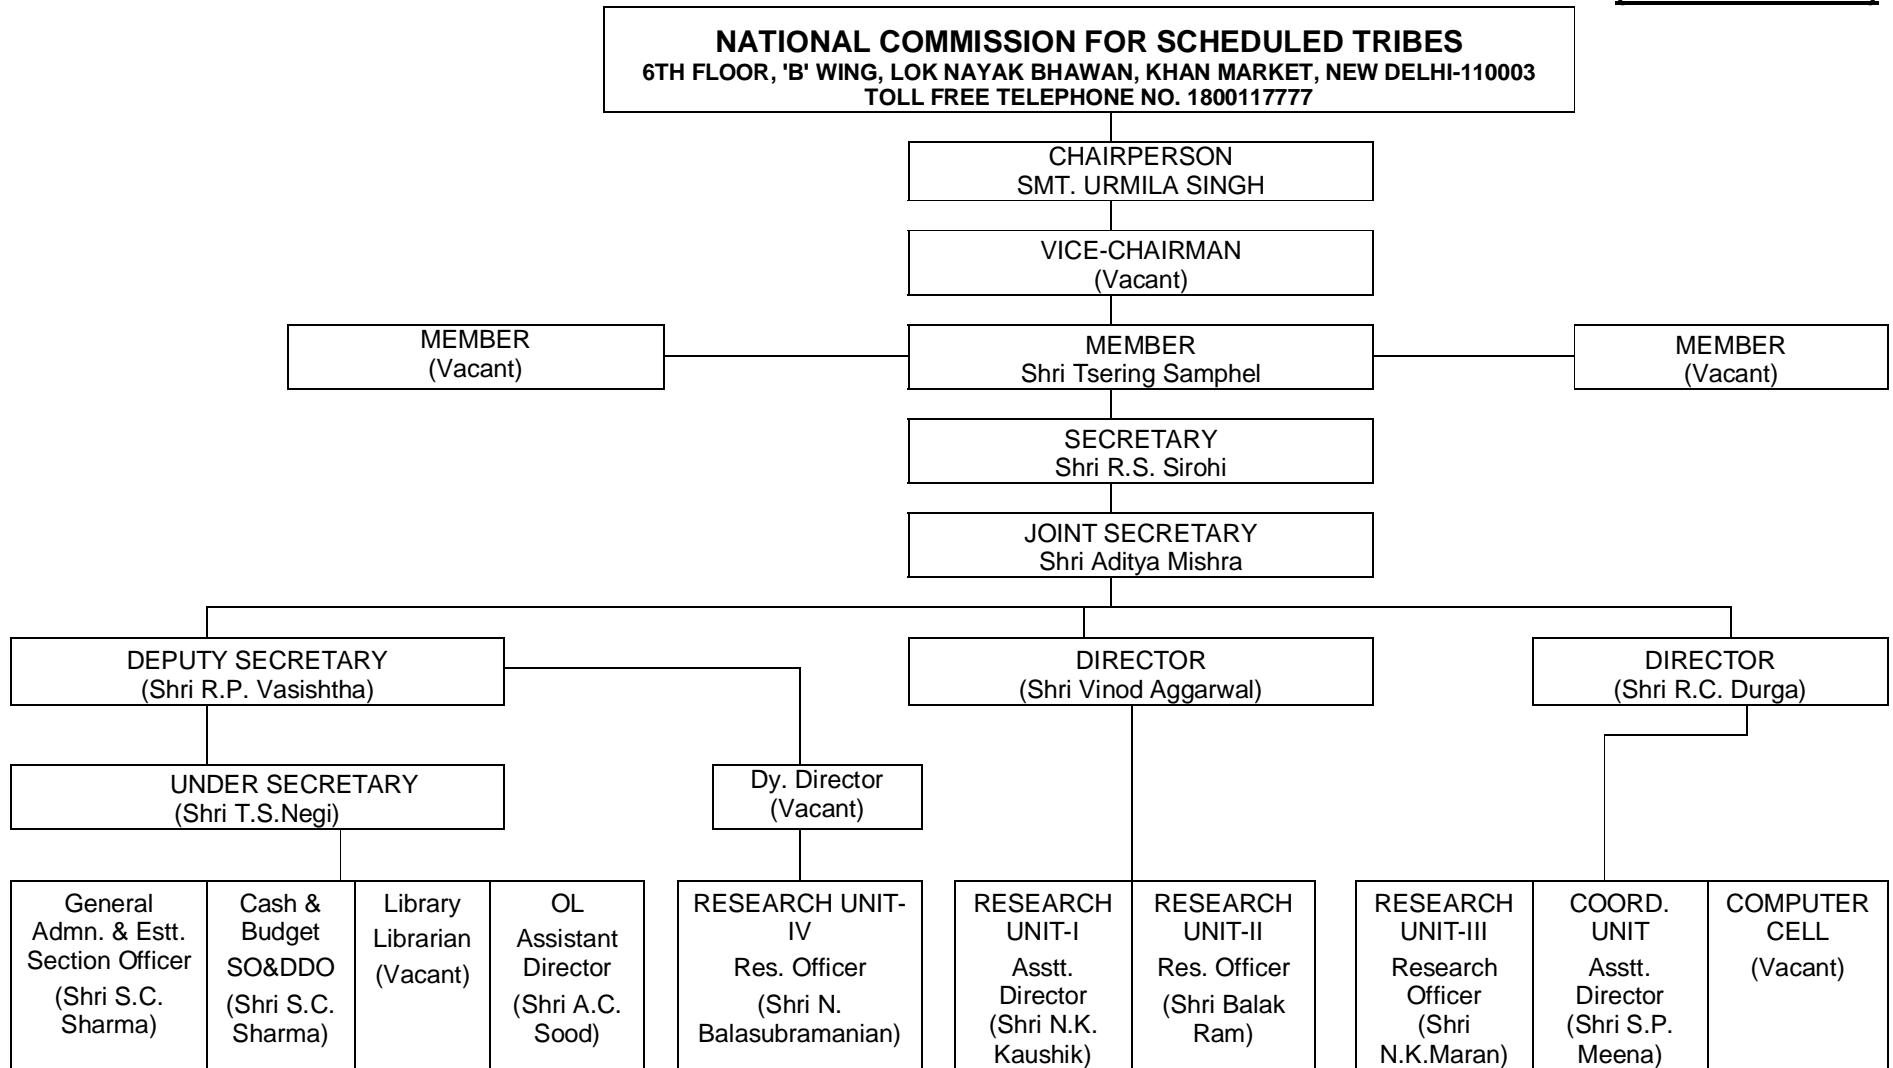 NATIONAL COMMISSION FOR SCHEDULED TRIBES
6TH FLOOR, 'B' WING, LOK NAYAK BHAWAN, KHAN MARKET, NEW DELHI-110003
TOLL FREE TELEPHONE NO. 1800117777
CHAIRPERSON
SMT. URMILA SINGH
VICE-CHAIRMAN
(Vacant)
MEMBER
(Vacant)
MEMBER
Shri Tsering Samphel
MEMBER
(Vacant)
SECRETARY
Shri R.S. Sirohi
JOINT SECRETARY
Shri Aditya Mishra
DEPUTY SECRETARY
(Shri R.P. Vasishtha)
DIRECTOR
(Shri Vinod Aggarwal)
DIRECTOR
(Shri R.C. Durga)
UNDER SECRETARY
(Shri T.S.Negi)
Dy. Director
(Vacant)
General
Admn. & Estt.
Section Officer
(Shri S.C.
Sharma)
Cash &
Budget
SO&DDO
(Shri S.C.
Sharma)
Library
Librarian
(Vacant)
OL
Assistant
Director
(Shri A.C.
Sood)
RESEARCH UNIT-
IV
Res. Officer
(Shri N.
Balasubramanian)
RESEARCH
UNIT-I
Asstt.
Director
(Shri N.K.
Kaushik)
RESEARCH
UNIT-II
Res. Officer
(Shri Balak
Ram)
RESEARCH
UNIT-III
Research
Officer
(Shri
N.K.Maran)
COORD.
UNIT
Asstt.
Director
(Shri S.P.
Meena)
COMPUTER
CELL
(Vacant)